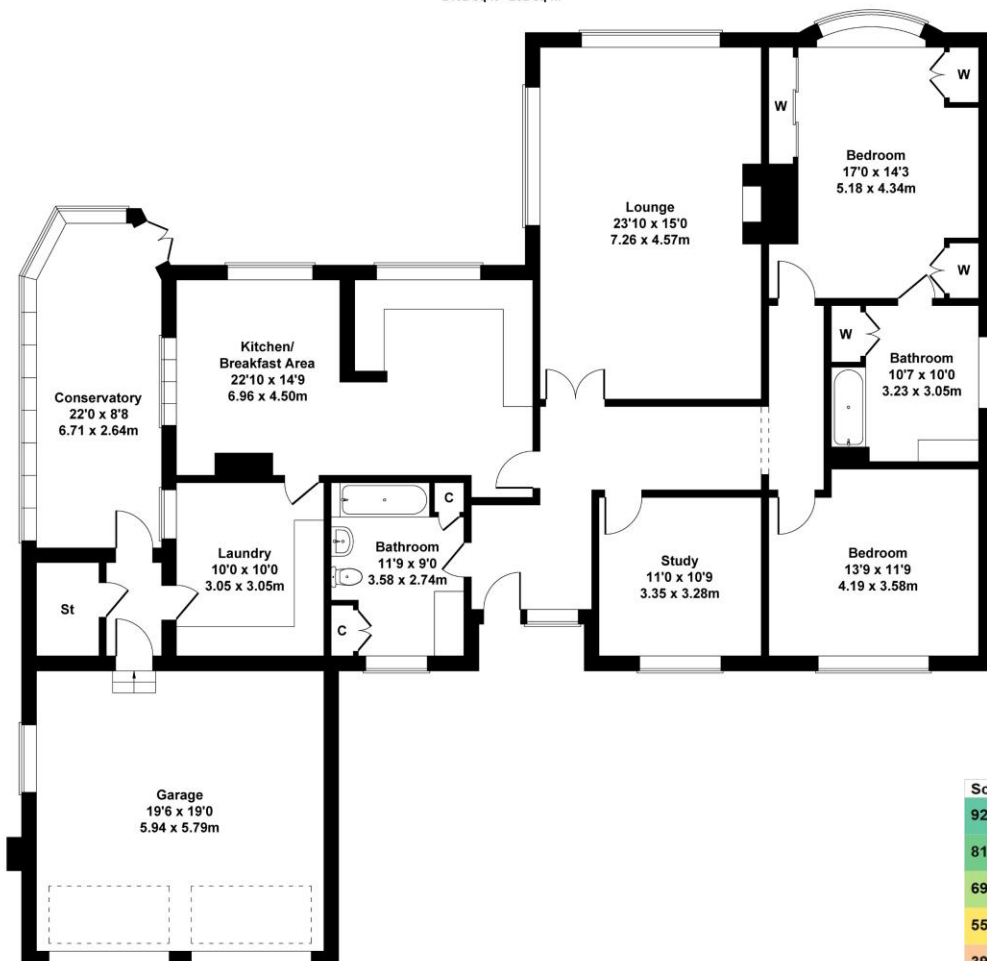 W
W
Bedroom
17'0 x 14'3
5.18 x 4.34m
Lounge
23'10 x 15'0
7.26 x 4.57m
W
Kitchen/
Breakfast Area
22'10 x 14'9
6.96 x 4.50m
W
Bathroom
10'7 x 10'0
3.23 x 3.05m
Conservatory
22'0 x 8'8
6.71 x 2.64m
C
Laundry
10'0 x 10'0
3.05 x 3.05m
Bathroom
11'9 x 9'0
3.58 x 2.74m
Study
11'0 x 10'9
3.35 x 3.28m
Bedroom
13'9 x 11'9
4.19 x 3.58m
St
C
Garage
19'6 x 19'0
5.94 x 5.79m
92
81
69
55